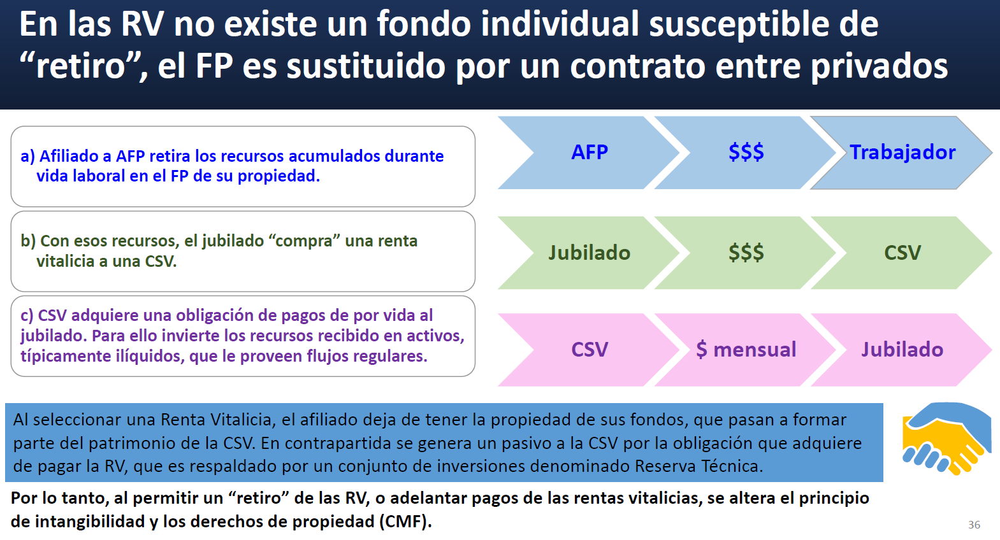 En las RV no existe un fondo individual susceptible de
“retiro”, el FP es sustituido por un contrato entre privados
a) Afiliado a AFP retira los recursos acumulados durante
vida laboral en el FP de su propiedad.
AFP
$$$
Trabajador
b) Con esos recursos, el jubilado “compra” una renta
vitalicia a una CSV.
Jubilado
$$$
CSV
c) CSV adquiere una obligación de pagos de por vida al
jubilado. Para ello invierte los recursos recibido en activos,
típicamente ilíquidos, que le proveen flujos regulares.
CSV
$ mensual
Jubilado
Al seleccionar una Renta Vitalicia, el afiliado deja de tener la propiedad de sus fondos, que pasan a formar
parte del patrimonio de la CSV. En contrapartida se genera un pasivo a la CSV por la obligación que adquiere
de pagar la RV, que es respaldado por un conjunto de inversiones denominado Reserva Técnica.
Por lo tanto, al permitir un “retiro” de las RV, o adelantar pagos de las rentas vitalicias, se altera el principio
de intangibilidad y los derechos de propiedad (CMF).
36